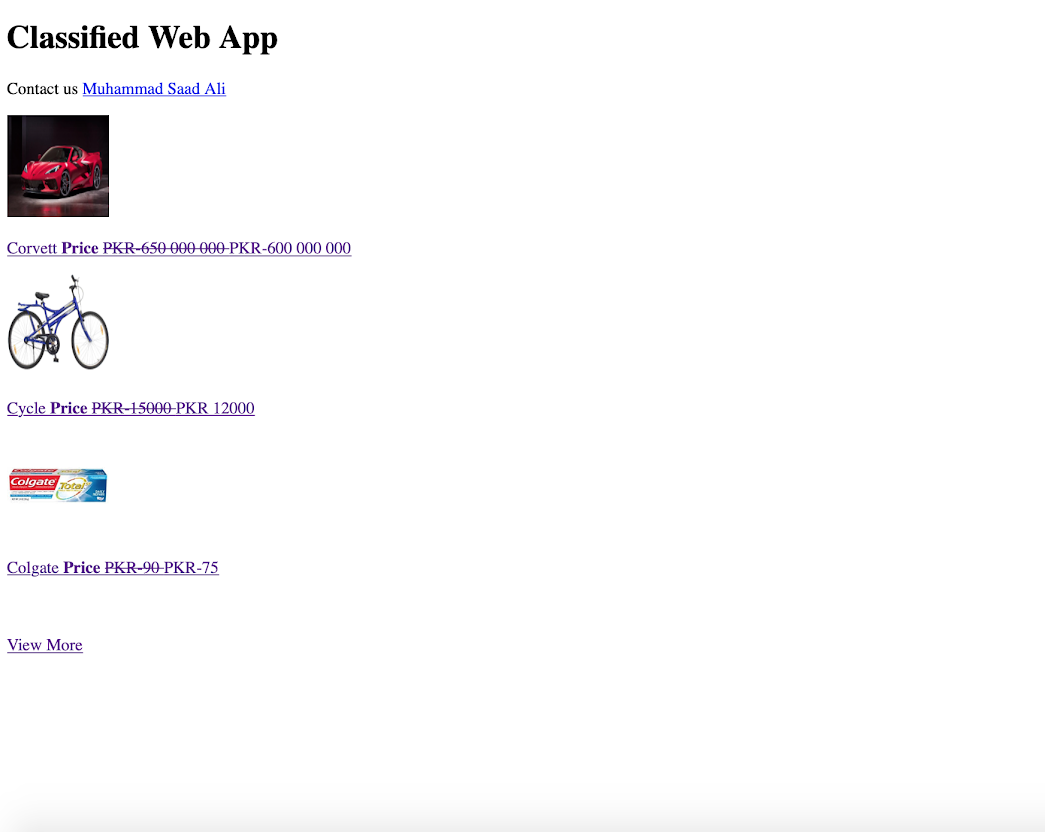 Classified Web App
Contact us Muhammad Saad Ali
Corvett Price PKR-650 000 000 PKR-600 000 000
Cycle Price PKR-15000 PKR 12000
Colgate
Total
Colgate Price PKR-90 PKR-75
View More